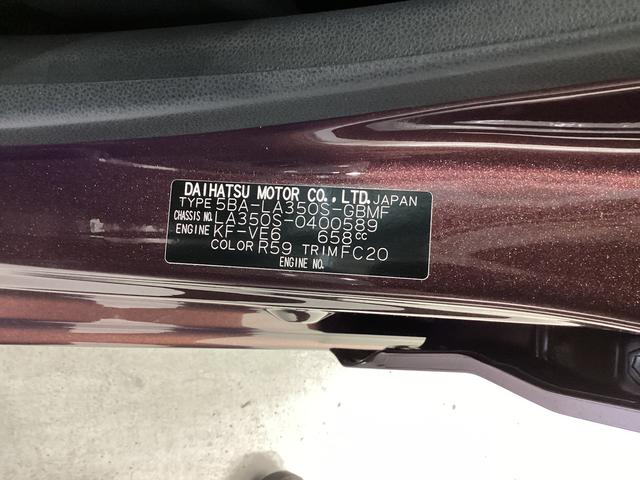 DAIHATSU MOTOR CO., LTD. JAPAN
TYPE 5BA-LA350S-GBMF
CHASSIS NO. LA350S-0400589
ENGINE KF-VE6 658cc
COLOR R59 TRIM FC20
ENGINE NO.